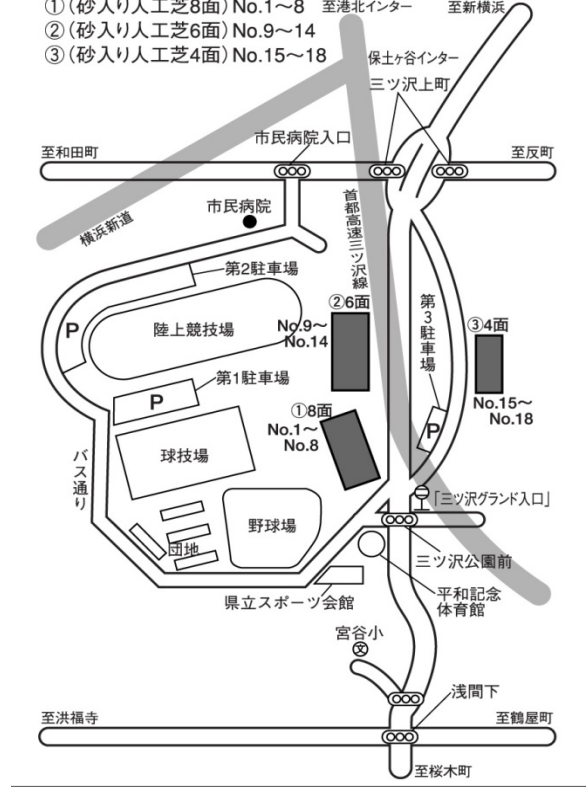 ①(砂入り人工芝8面)No.1～8
至港北インター
至新横浜
②(砂入り人工芝6面)No.9～14
③(砂入り人工芝4面)No.15～18
保土ヶ谷インター
三ツ沢上町
市民病院入口
至和田町
至反町
市民病院
横浜新道
首都高速三ツ沢線
第2駐車場
P
陸上競技場
②6面
No.9～
No.14
第3駐車場
③4面
No.15～
No.18
第1駐車場
P
①8面
No.1～
No.8
P
球技場
バス通り
「三ツ沢グランド入口」
野球場
団地
三ツ沢公園前
県立スポーツ会館
平和記念
体育館
宮谷小
文
浅間下
至洪福寺
至鶴屋町
至桜木町